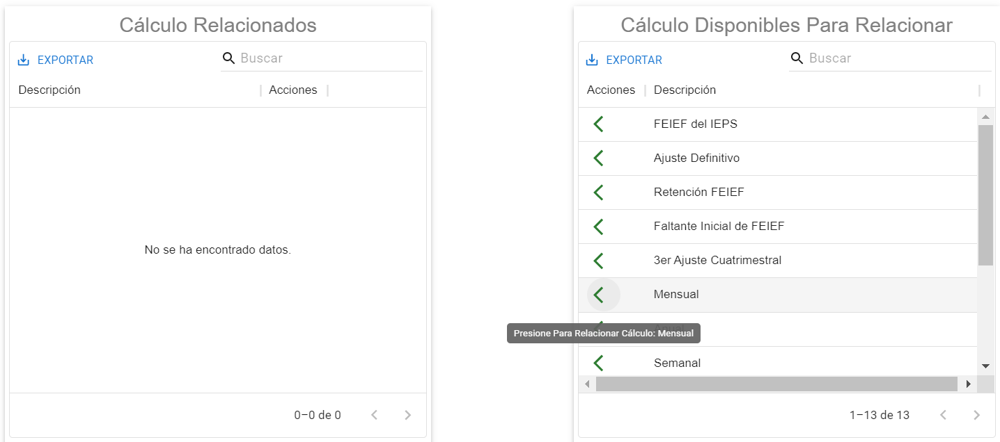 Cálculo Relacionados
EXPORTAR
Buscar
Descripción
Acciones
No se ha encontrado datos.
0–0 de 0
Cálculo Disponibles Para Relacionar
EXPORTAR
Buscar
Acciones
Descripción
FEIEF del IEPS
Ajuste Definitivo
Retención FEIEF
Faltante Inicial de FEIEF
3er Ajuste Cuatrimestral
Mensual
Anual
Presione Para Relacionar Cálculo: Mensual
Semanal
1–13 de 13